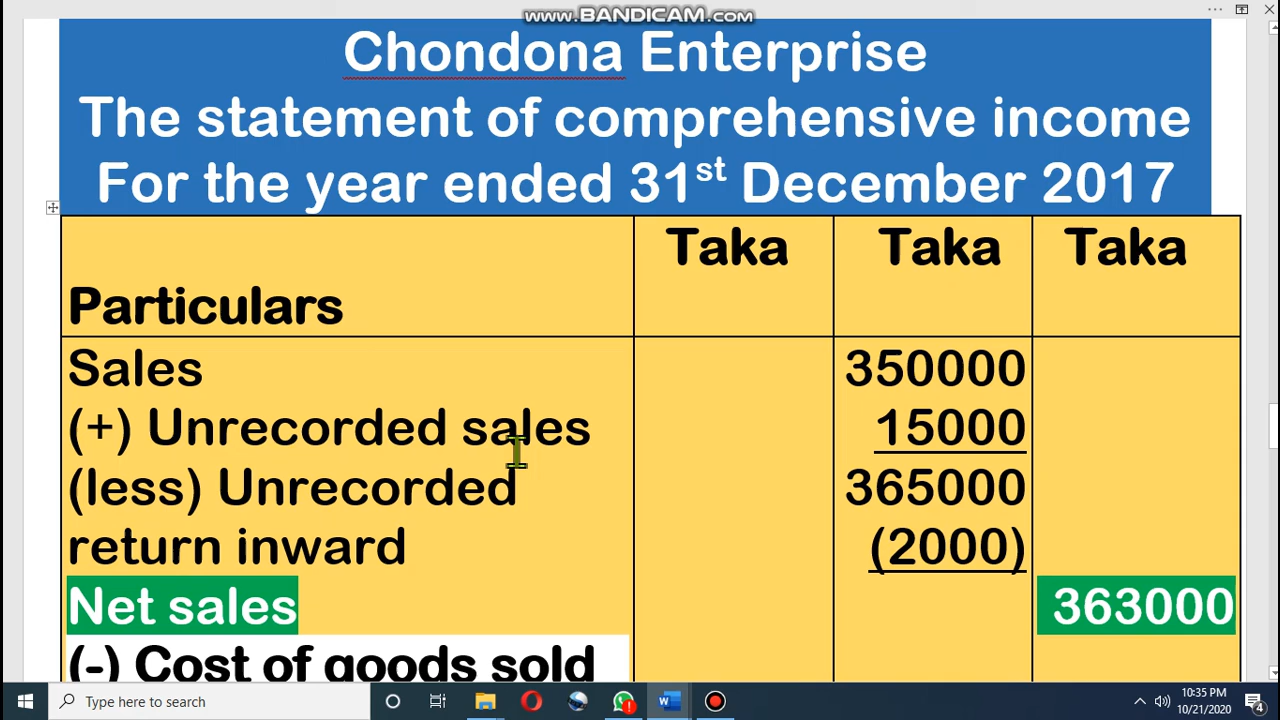 www.BANDICAM.com
Chondona Enterprise
The statement of comprehensive income
For the year ended 31st December 2017
Taka Taka Taka
Particulars
Sales 350000
(+) Unrecorded sales 15000
(less) Unrecorded 365000
return inward (2000)
Net sales 363000
(-) Cost of goods sold
Type here to search
10:35 PM
10/21/2020
4